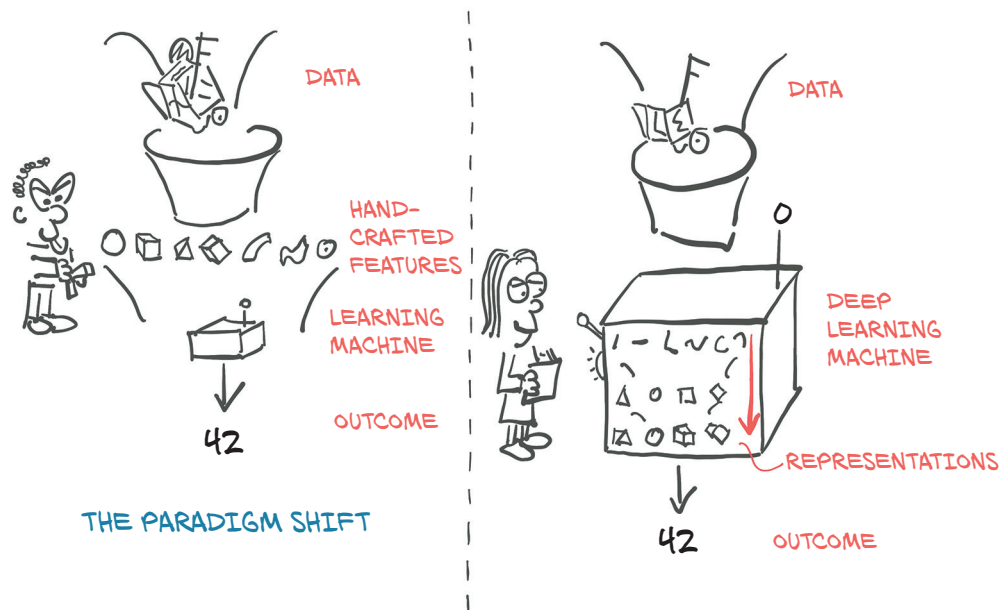 DATA
HAND-
CRAFTED
FEATURES
LEARNING
MACHINE
OUTCOME
42
THE PARADIGM SHIFT
DATA
DEEP
LEARNING
MACHINE
REPRESENTATIONS
42
OUTCOME